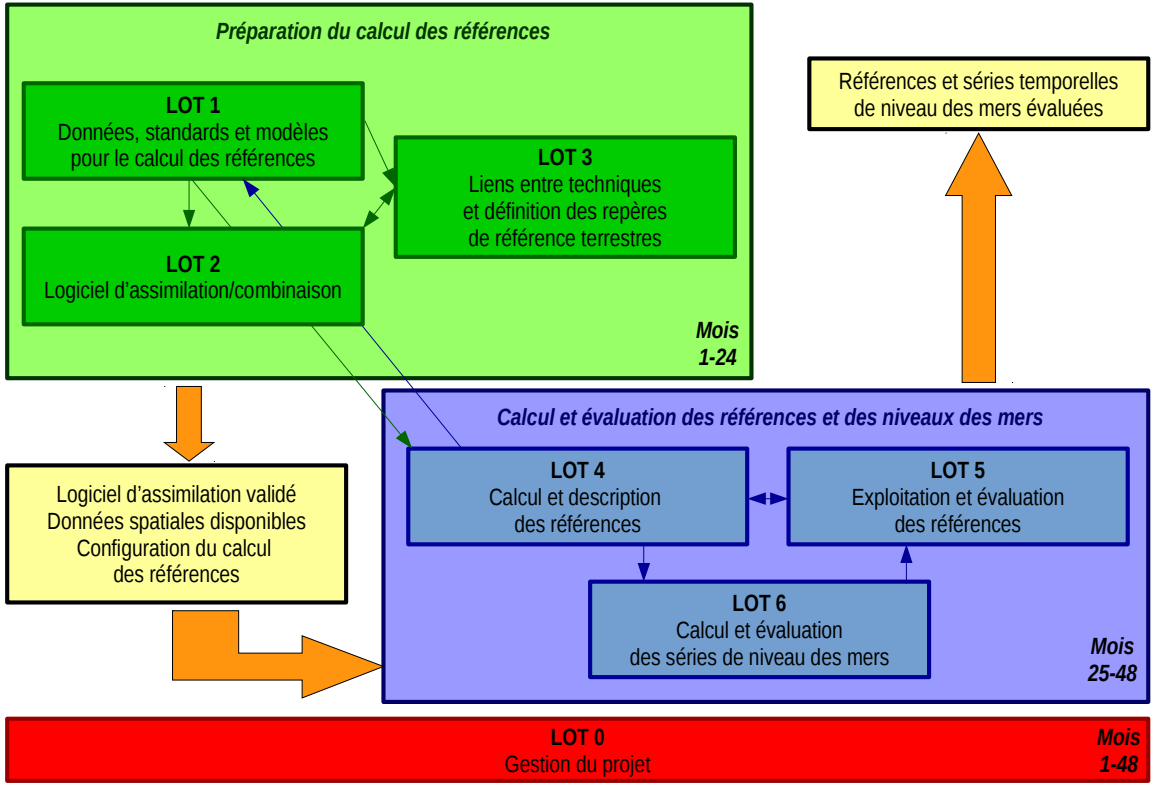 Préparation du calcul des références
LOT 1
Données, standards et modèles
pour le calcul des références
LOT 3
Liens entre techniques
et définition des repères
de référence terrestres
LOT 2
Logiciel d'assimilation/combinaison
Mois
1-24
Références et séries temporelles
de niveau des mers évaluées
Logiciel d'assimilation validé
Données spatiales disponibles
Configuration du calcul
des références
Calcul et évaluation des références et des niveaux des mers
LOT 4
Calcul et description
des références
LOT 5
Exploitation et évaluation
des références
LOT 6
Calcul et évaluation
des séries de niveau des mers
Mois
25-48
LOT 0
Gestion du projet
Mois
1-48